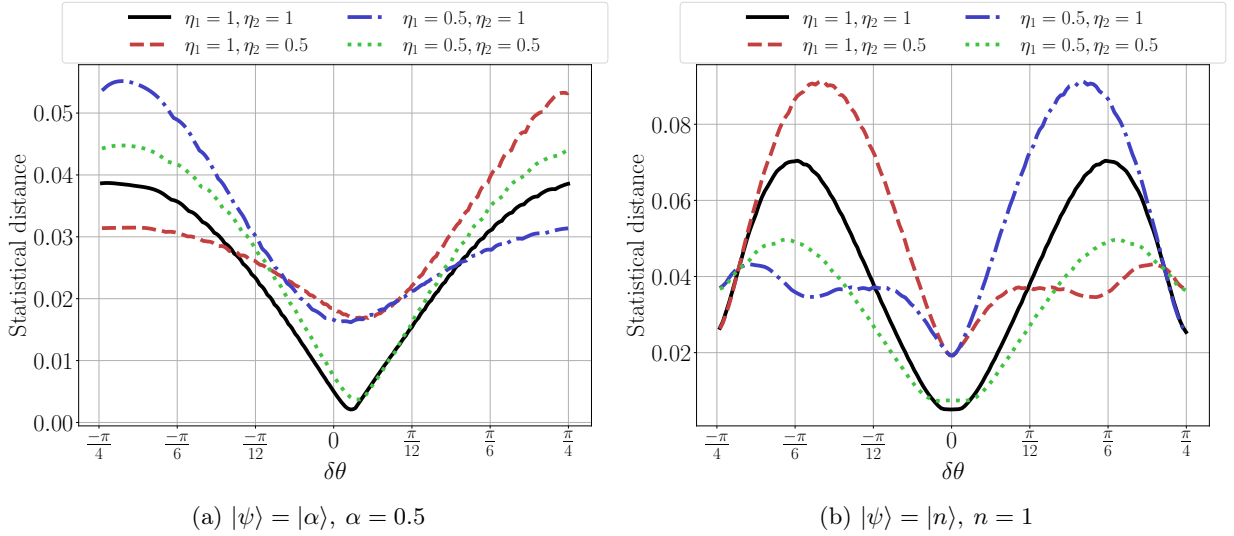 η₁ = 1, η₂ = 1
η₁ = 0.5, η₂ = 1
η₁ = 1, η₂ = 0.5
η₁ = 0.5, η₂ = 0.5
Statistical distance
0.05
0.04
0.03
0.02
0.01
0.00
−π/4 −π/6 −π/12 0 π/12 π/6 π/4
δθ
(a) |ψ⟩ = |α⟩, α = 0.5
η₁ = 1, η₂ = 1
η₁ = 0.5, η₂ = 1
η₁ = 1, η₂ = 0.5
η₁ = 0.5, η₂ = 0.5
Statistical distance
0.08
0.06
0.04
0.02
−π/4 −π/6 −π/12 0 π/12 π/6 π/4
δθ
(b) |ψ⟩ = |n⟩, n = 1